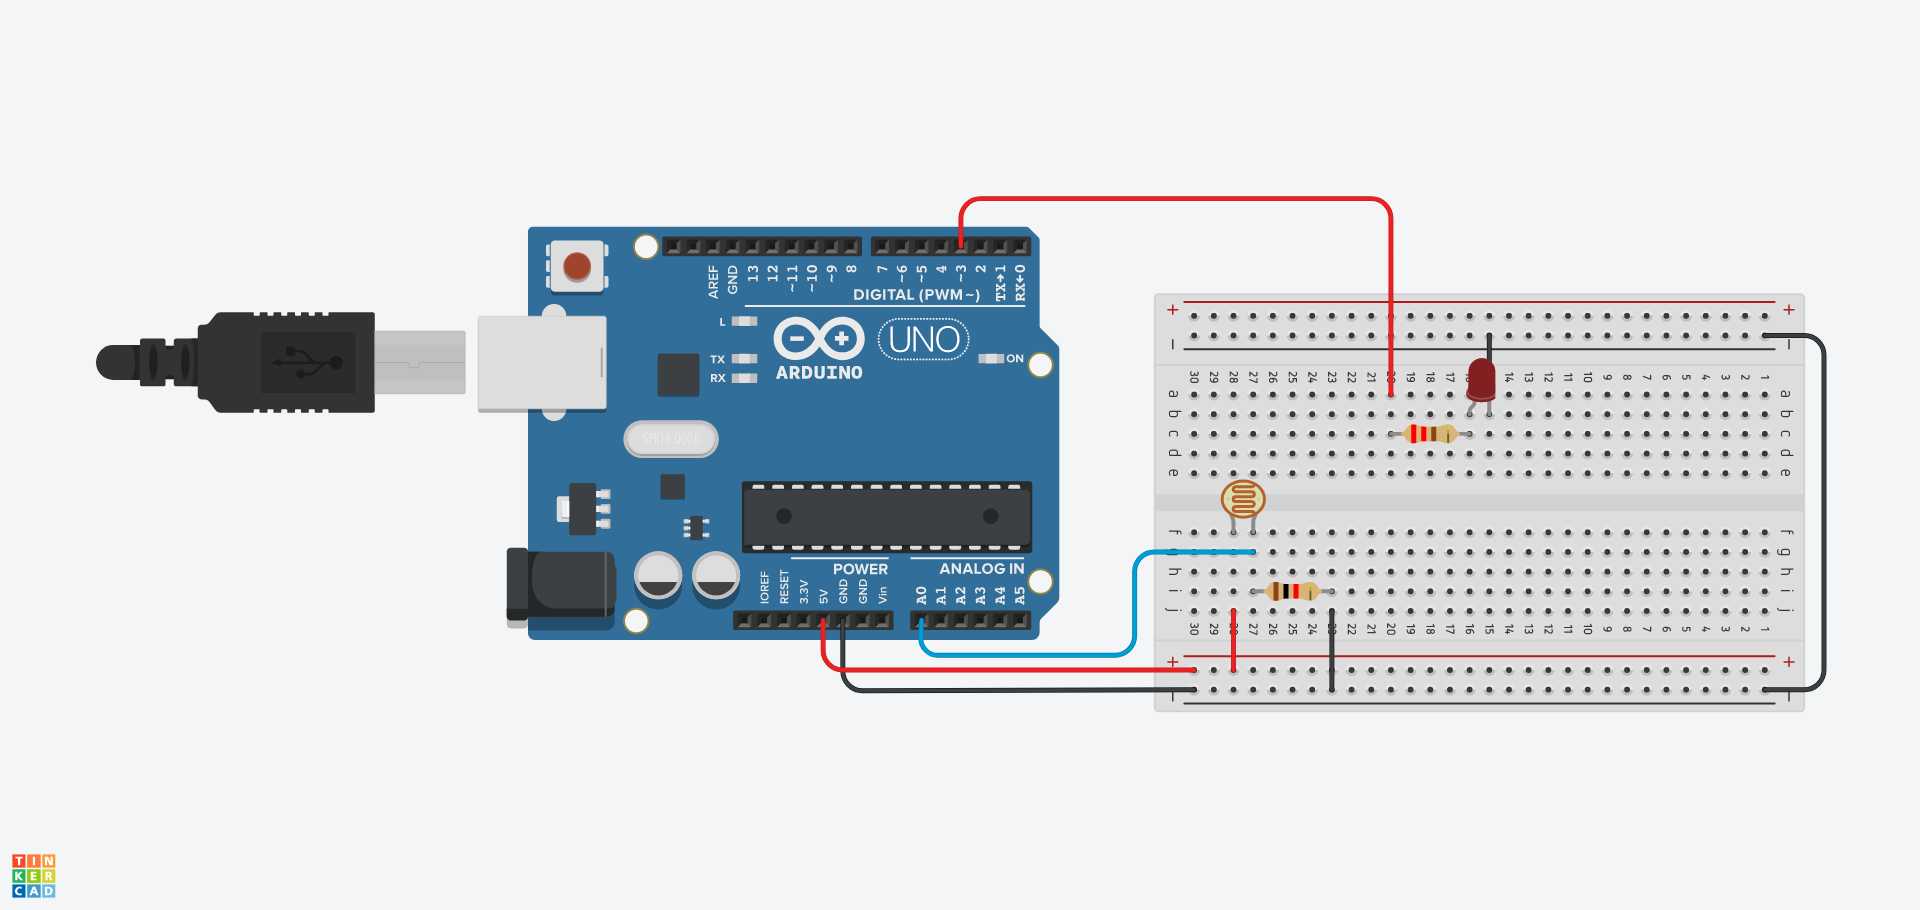 AREF
GND
13
12
~11
~10
~9
8
7
~6
~5
4
~3
2
TX→1
RX←0
DIGITAL (PWM~)
L
TX
RX
ARDUINO
UNO
ON
SPK16.000G
POWER
ANALOG IN
IOREF
RESET
3.3V
5V
GND
GND
Vin
A0
A1
A2
A3
A4
A5
+ +
- -
30 29 28 27 26 25 24 23 22 21 20 19 18 17 16 14 13 12 11 10 9 8 7 6 5 4 3 2 1
a a
b b
c c
d d
e e
f f
g g
h h
i i
j j
30 29 28 27 26 25 24 23 22 21 20 19 18 17 16 15 14 13 12 11 10 9 8 7 6 5 4 3 2 1
+ +
- -
TIN
KER
CAD